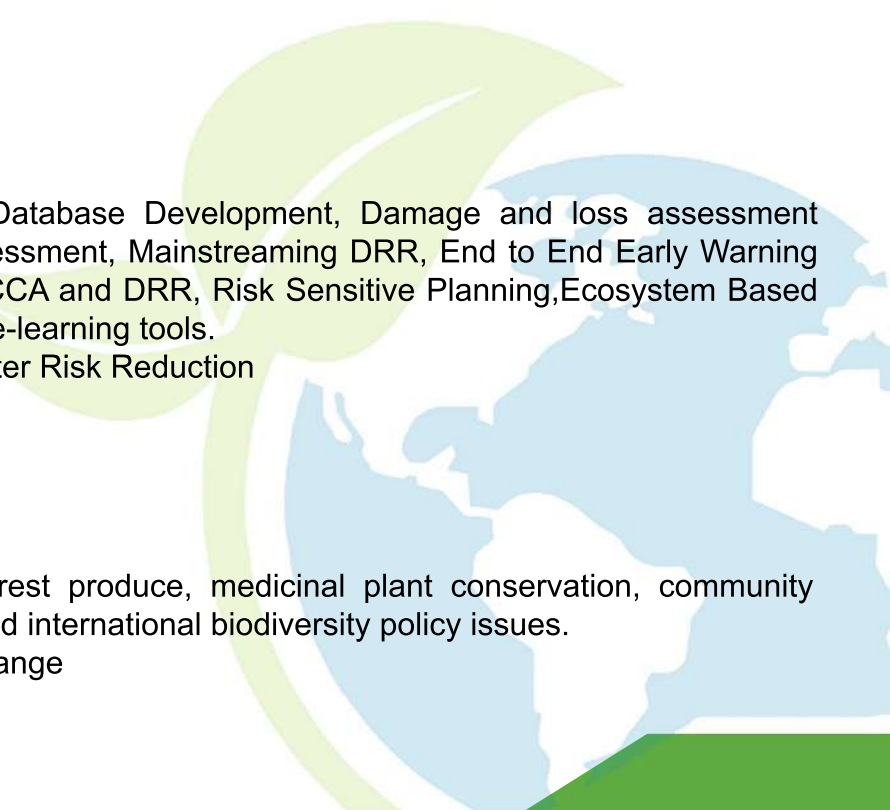 Database Development, Damage and loss assessment
essment, Mainstreaming DRR, End to End Early Warning
CCA and DRR, Risk Sensitive Planning,Ecosystem Based
e-learning tools.
ter Risk Reduction
rest produce, medicinal plant conservation, community
d international biodiversity policy issues.
ange